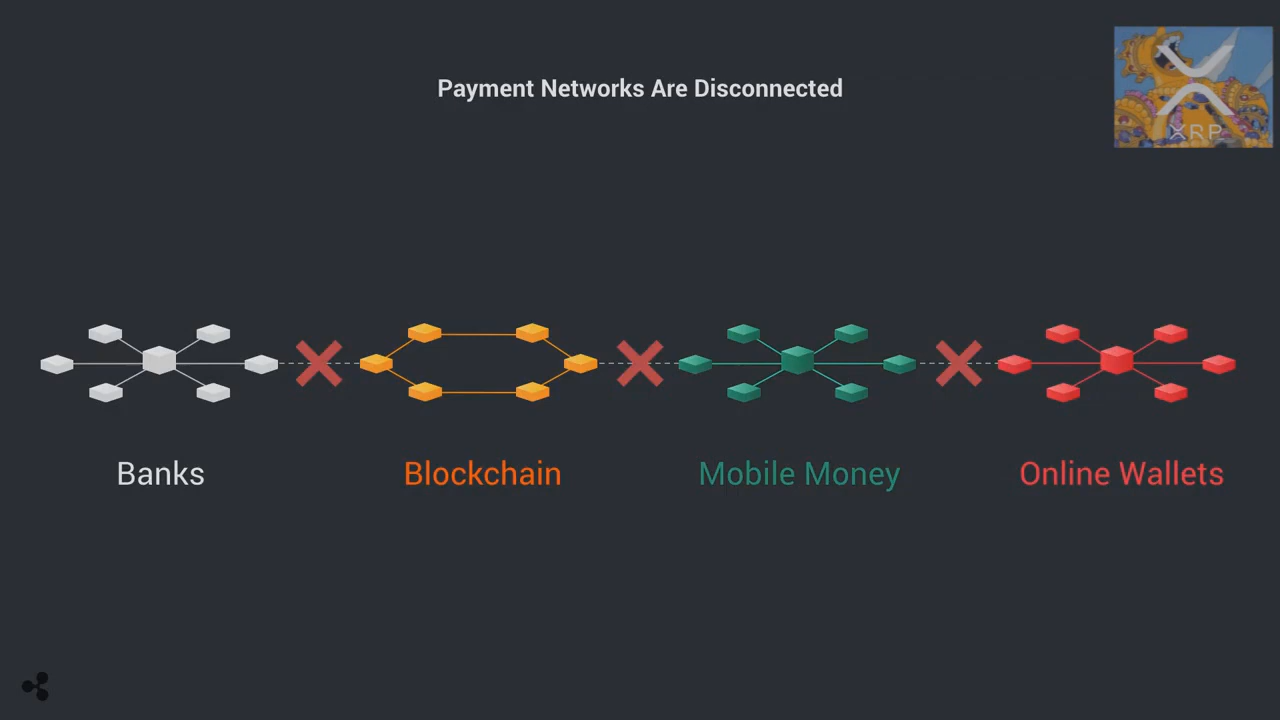 Payment Networks Are Disconnected
XRP
Banks
Blockchain
Mobile Money
Online Wallets